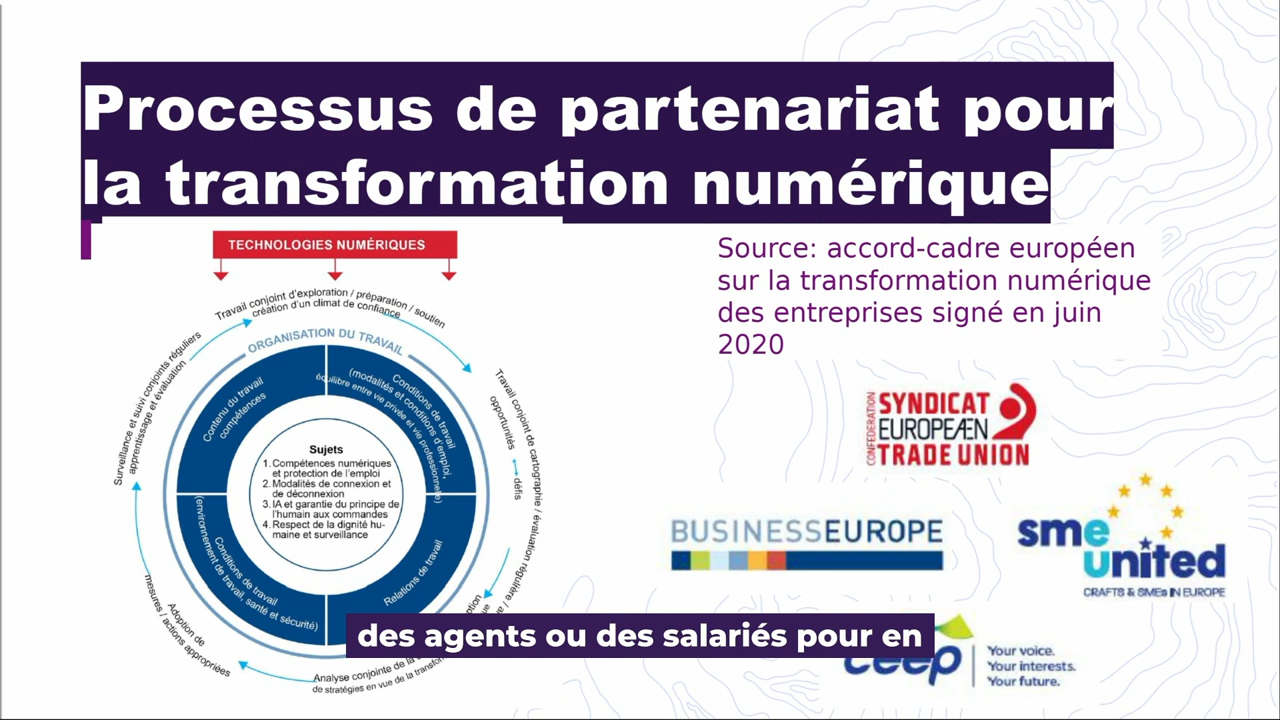 Processus de partenariat pour
la transformation numérique
TECHNOLOGIES NUMÉRIQUES
Source: accord-cadre européen
sur la transformation numérique
des entreprises signé en juin
2020
Travail conjoint d'exploration / préparation / soutien
création d'un climat de confiance
ORGANISATION DU TRAVAIL
Surveillance et suivi conjoints réguliers
apprentissage et évaluation
Travail conjoint de cartographie / évaluation régulière /
opportunités
défis
Contenu du travail
compétences
Conditions de travail
(modalités et conditions d'emploi,
équilibre entre vie privée et vie professionnelle)
Sujets
1. Compétences numériques
et protection de l'emploi
2. Modalités de connexion et
de déconnexion
3. IA et garantie du principe de
l'humain aux commandes
4. Respect de la dignité hu-
maine et surveillance
Conditions de travail
(environnement de travail, santé et sécurité)
Relations de travail
Adoption de
mesures / actions appropriées
Analyse conjointe de la
de stratégies en vue de la
CONFEDERATION
SYNDICAT
EUROPEÆN
TRADE UNION
BUSINESSEUROPE
sme
united
CRAFTS & SMEs IN EUROPE
des agents ou des salariés pour en
ceep
Your voice.
Your interests.
Your future.